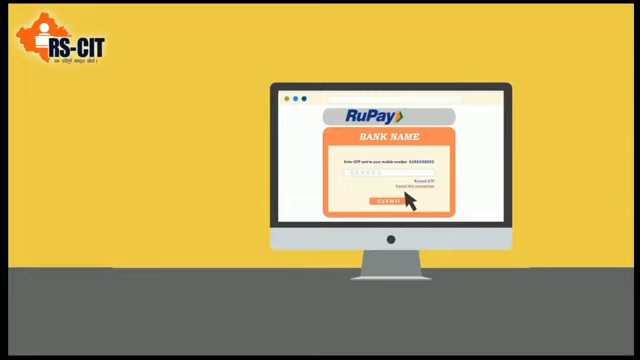 RS-CIT
RuPay
BANK NAME
Enter OTP sent to your mobile number
Resend OTP
Cancel this transaction
SUBMIT